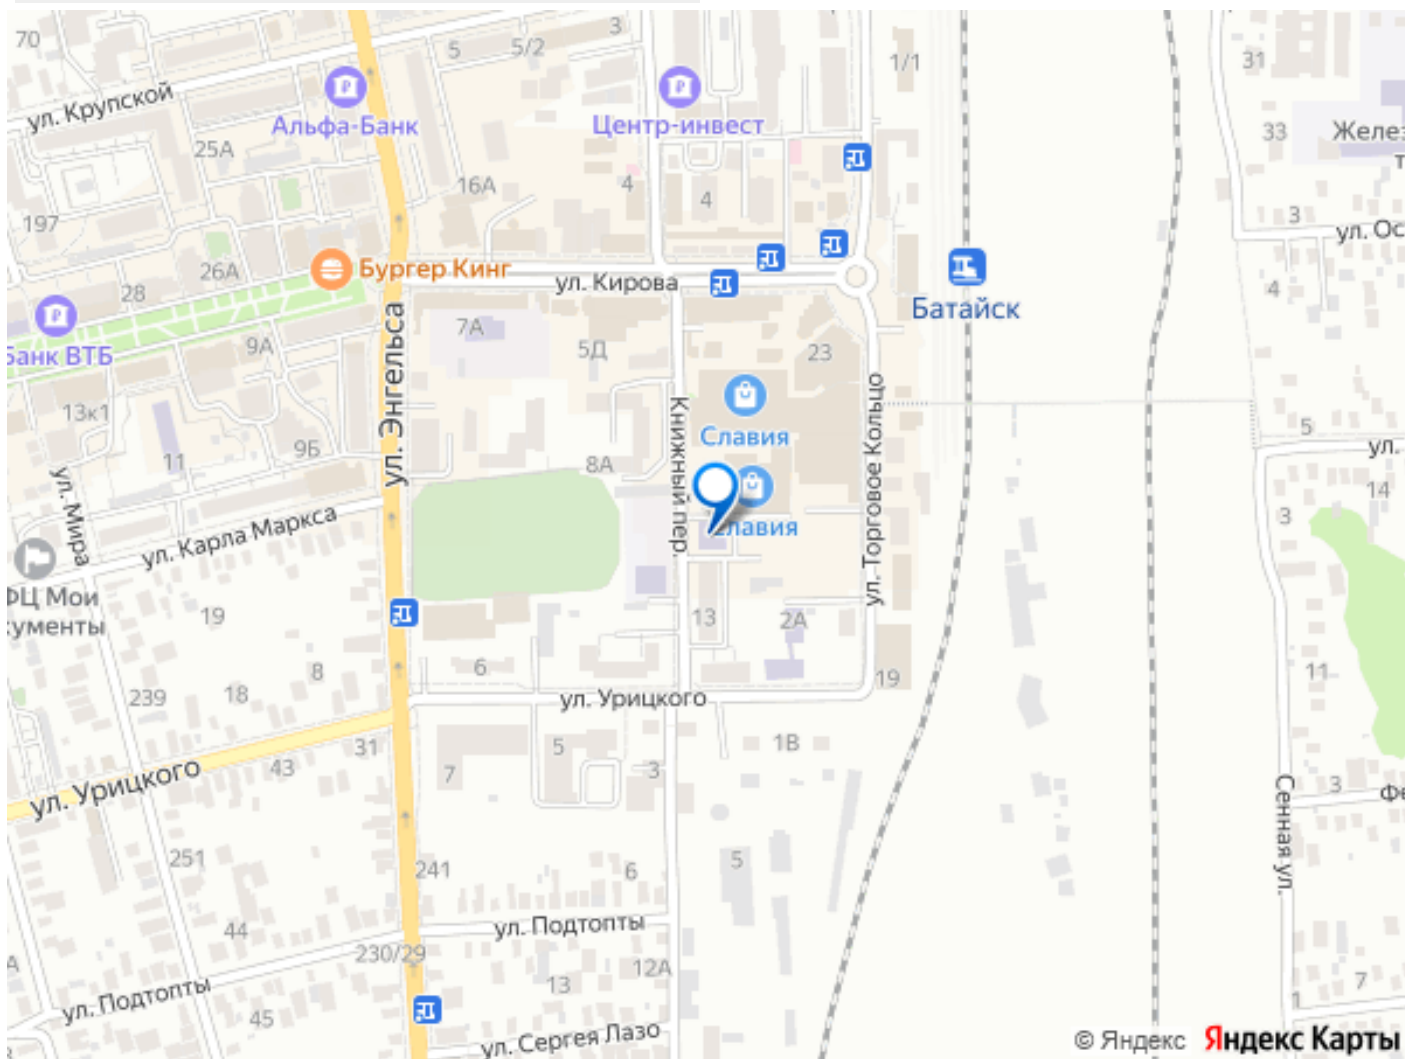 70
5
5/2
3
1/1
31
ул. Крупской
Альфа-Банк
Центр-инвест
25А
33
Желез
т
16А
4
4
197
3
ул. Ос
26А
Бургер Кинг
ул. Кирова
28
4
Батайск
7А
Банк ВТБ
9А
5Д
23
13к1
ул. Энгельса
Книжный пер.
Славия
ул. Торговое Кольцо
5
ул.
9Б
11
8А
14
3
ул. Мира
ул. Карла Маркса
Славия
ФЦ Мои
кументы
19
13
2А
11
239
18
8
6
19
ул. Урицкого
31
5
1В
7
3
43
ул. Урицкого
Сенная ул.
3
Фе
251
241
6
5
44
ул. Подтопты
230/29
А
12А
13
7
1
ул. Подтопты
45
ул. Сергея Лазо
© Яндекс Яндекс Карты